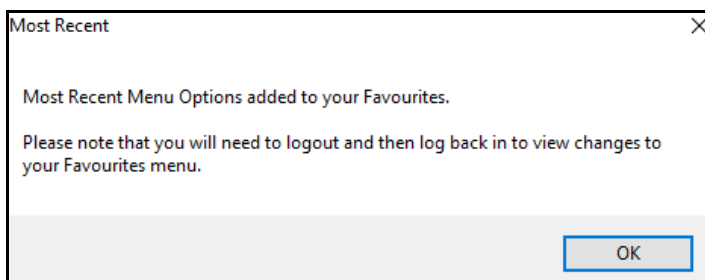 Most Recent
Most Recent Menu Options added to your Favourites.
Please note that you will need to logout and then log back in to view changes to
your Favourites menu.
OK